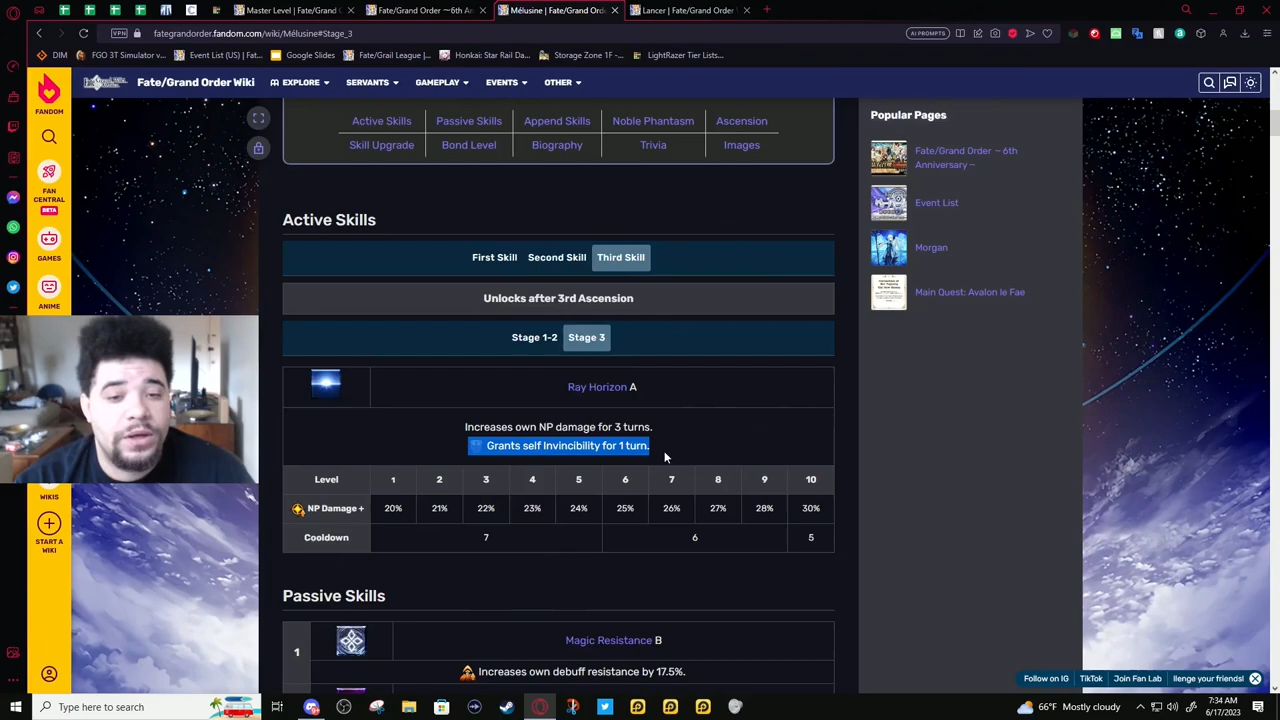 Master Level | Fate/Grand O
Fate/Grand Order ～6th An
Mélusine | Fate/Grand Ord
Lancer | Fate/Grand Order
VPN
fategrandorder.fandom.com/wiki/Mélusine#Stage_3
AI PROMPTS
DIM
FGO 3T Simulator v...
Event List (US) | Fat...
Google Slides
Fate/Grail League |...
Honkai: Star Rail Da...
Storage Zone 1F –...
LightRazer Tier Lists...
Fate/Grand Order Wiki
EXPLORE
SERVANTS
GAMEPLAY
EVENTS
OTHER
FANDOM
FAN
CENTRAL
BETA
GAMES
ANIME
WIKIS
START A
WIKI
Active Skills
Passive Skills
Append Skills
Noble Phantasm
Ascension
Skill Upgrade
Bond Level
Biography
Trivia
Images
Popular Pages
Fate/Grand Order ～6th
Anniversary～
Event List
Morgan
Main Quest: Avalon le Fae
Active Skills
First Skill
Second Skill
Third Skill
Unlocks after 3rd Ascension
Stage 1-2
Stage 3
Ray Horizon A
Increases own NP damage for 3 turns.
Grants self Invincibility for 1 turn.
Level 1 2 3 4 5 6 7 8 9 10
NP Damage + 20% 21% 22% 23% 24% 25% 26% 27% 28% 30%
Cooldown 6 5
Passive Skills
1
Magic Resistance B
Increases own debuff resistance by 17.5%.
Follow on IG
TikTok
Join Fan Lab
llenge your friends!
Type here to search
66°F Mostly cloudy
7:34 AM
6/17/2023